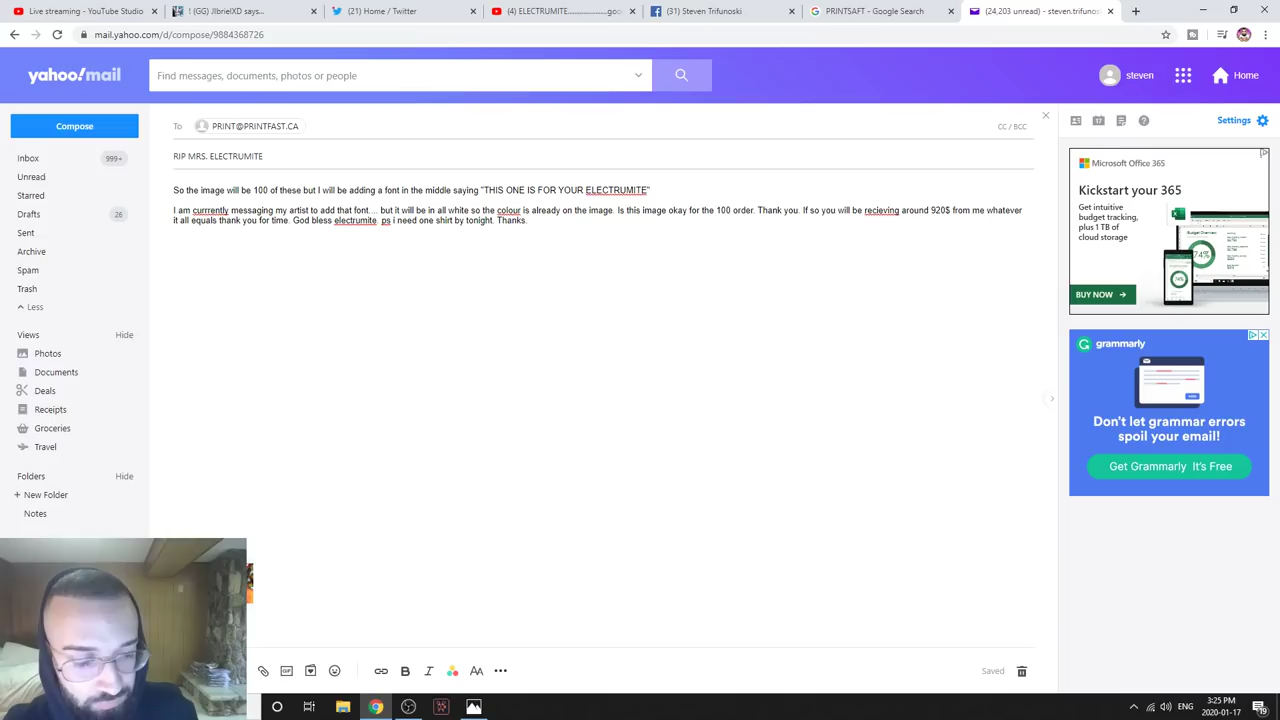 Live streaming - YouTube Studio
! (GG) JlbrielXD says...
(21) Home / Twitter
(4) ELECTRUMITE................goo
(31) Steven Trifunoski
PRINTSAFT - Google Search
(24,203 unread) - steven.trifunos
mail.yahoo.com/d/compose/9884368726
yahoo!mail
Find messages, documents, photos or people
steven
Home
Compose
To
PRINT@PRINTFAST.CA
CC / BCC
Settings
Inbox
999+
Unread
Starred
Drafts
26
Sent
Archive
Spam
Trash
Less
Views
Hide
Photos
Documents
Deals
Receipts
Groceries
Travel
Folders
Hide
New Folder
Notes
RIP MRS. ELECTRUMITE
So the image will be 100 of these but I will be adding a font in the middle saying "THIS ONE IS FOR YOUR ELECTRUMITE"
I am currrently messaging my artist to add that font.... but it will be in all white so the colour is already on the image. Is this image okay for the 100 order. Thank you. If so you will be recieving around 920$ from me whatever
it all equals thank you for time. God bless electrumite. ps i need one shirt by tonight. Thanks.
Microsoft Office 365
Kickstart your 365
Get intuitive
budget tracking,
plus 1 TB of
cloud storage
BUY NOW
74%
grammarly
Don't let grammar errors
spoil your email!
Get Grammarly It's Free
GIF
Saved
ENG
3:25 PM
2020-01-17
19